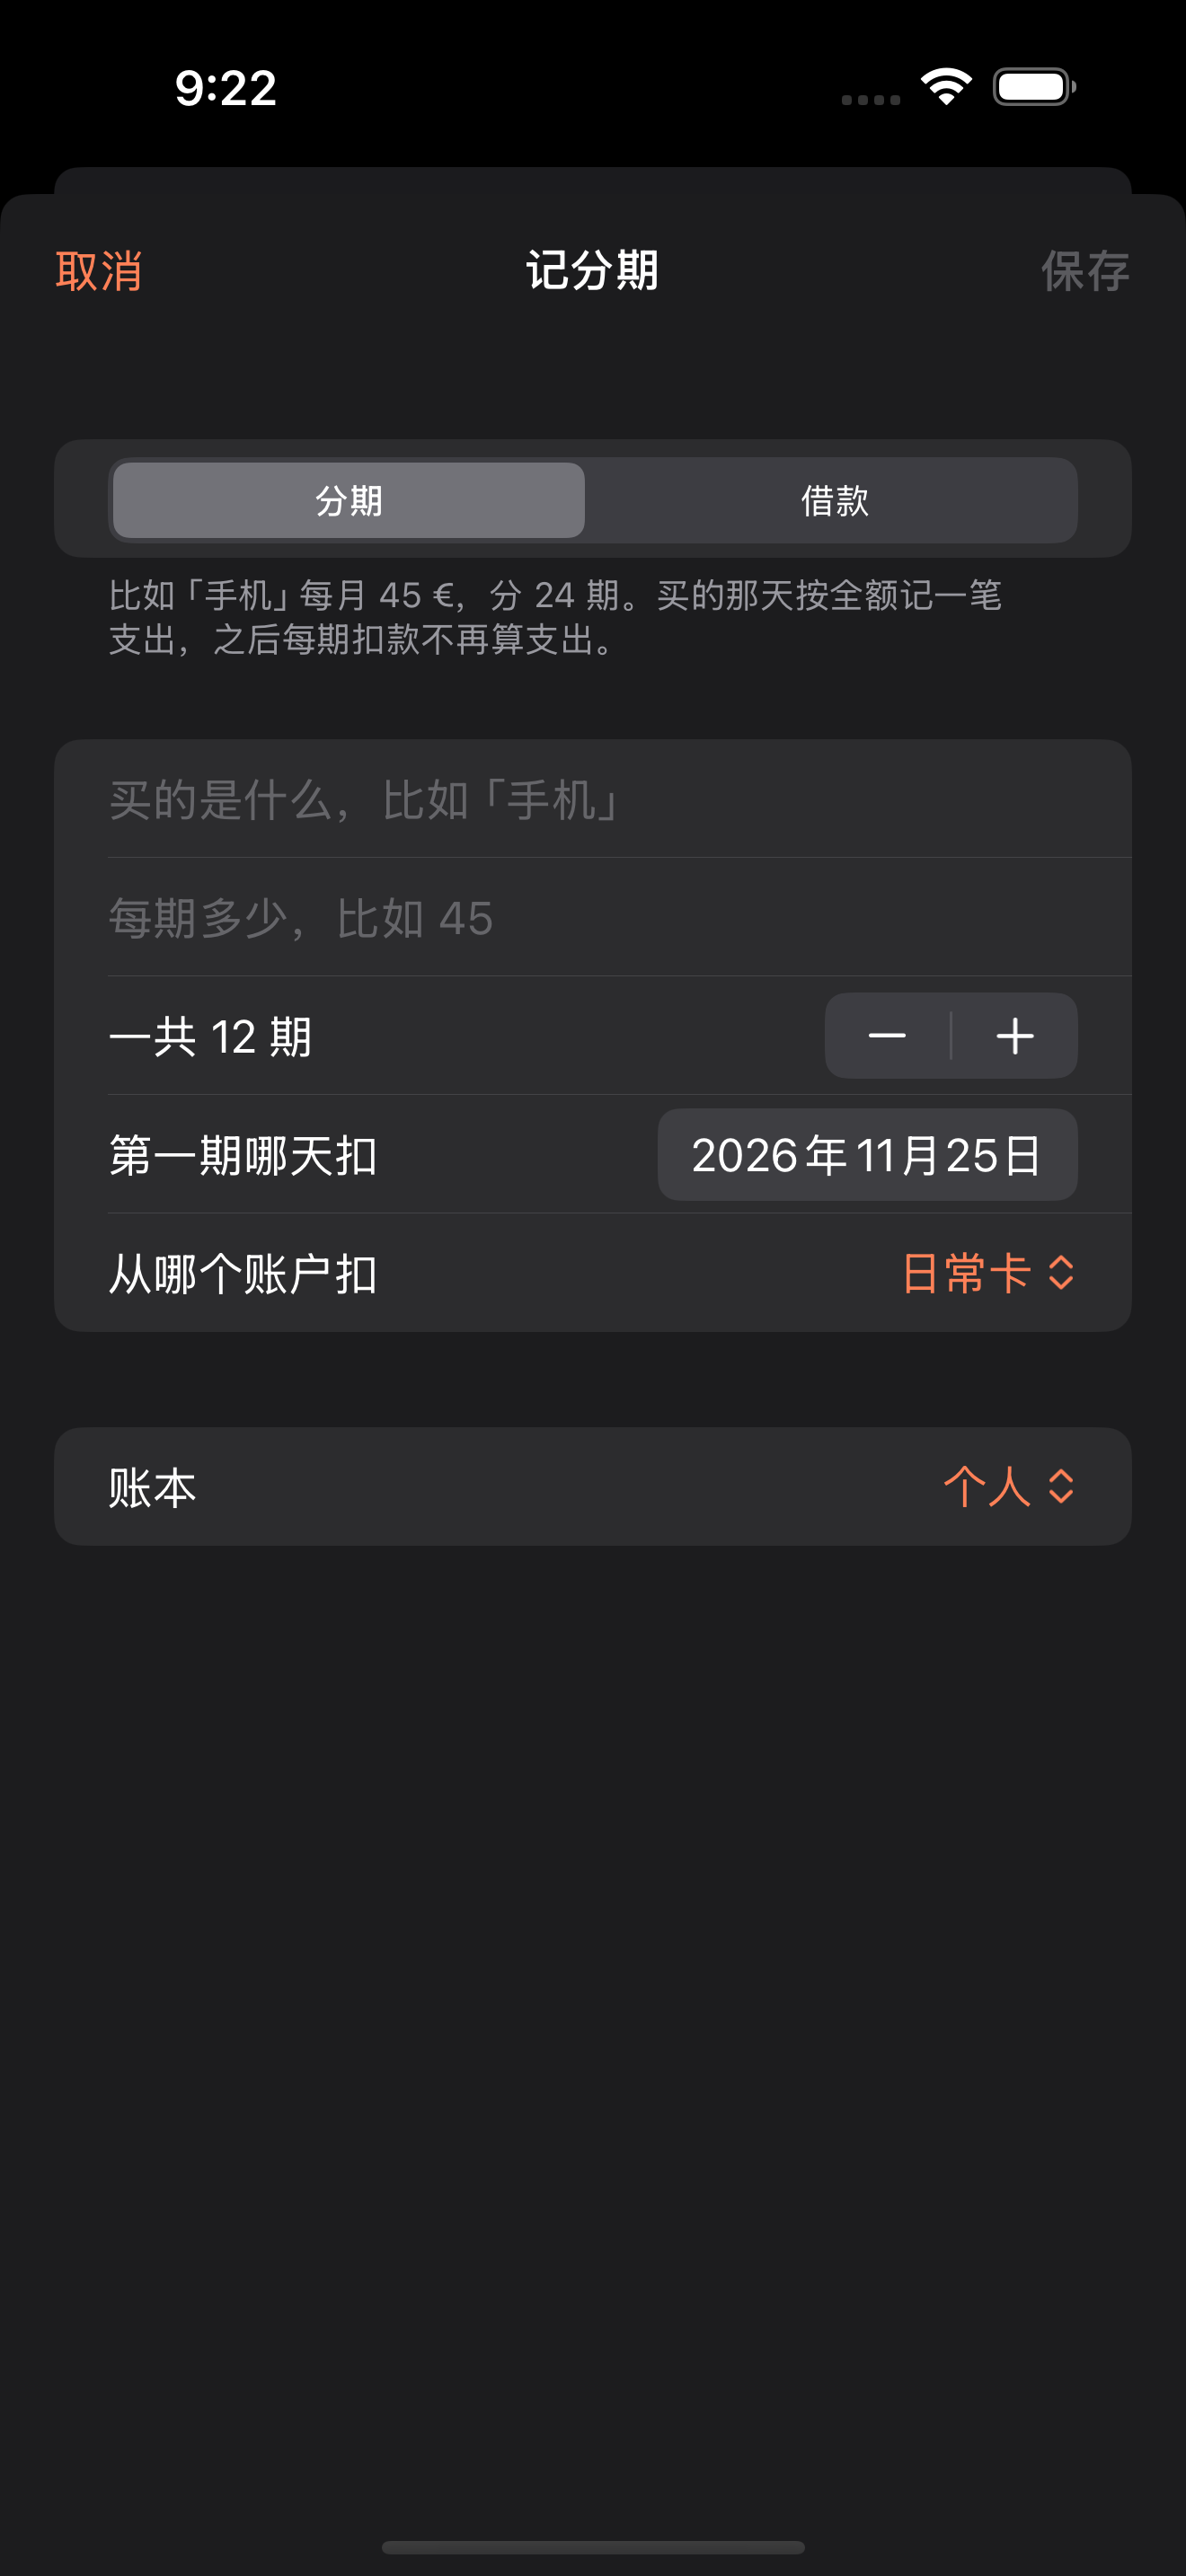 9:22
取消
记分期
保存
分期
借款
比如「手机」每月 45 €，分 24 期。买的那天按全额记一笔
支出，之后每期扣款不再算支出。
买的是什么，比如「手机」
每期多少，比如 45
一共 12 期
第一期哪天扣
2026年11月25日
从哪个账户扣
日常卡
账本
个人